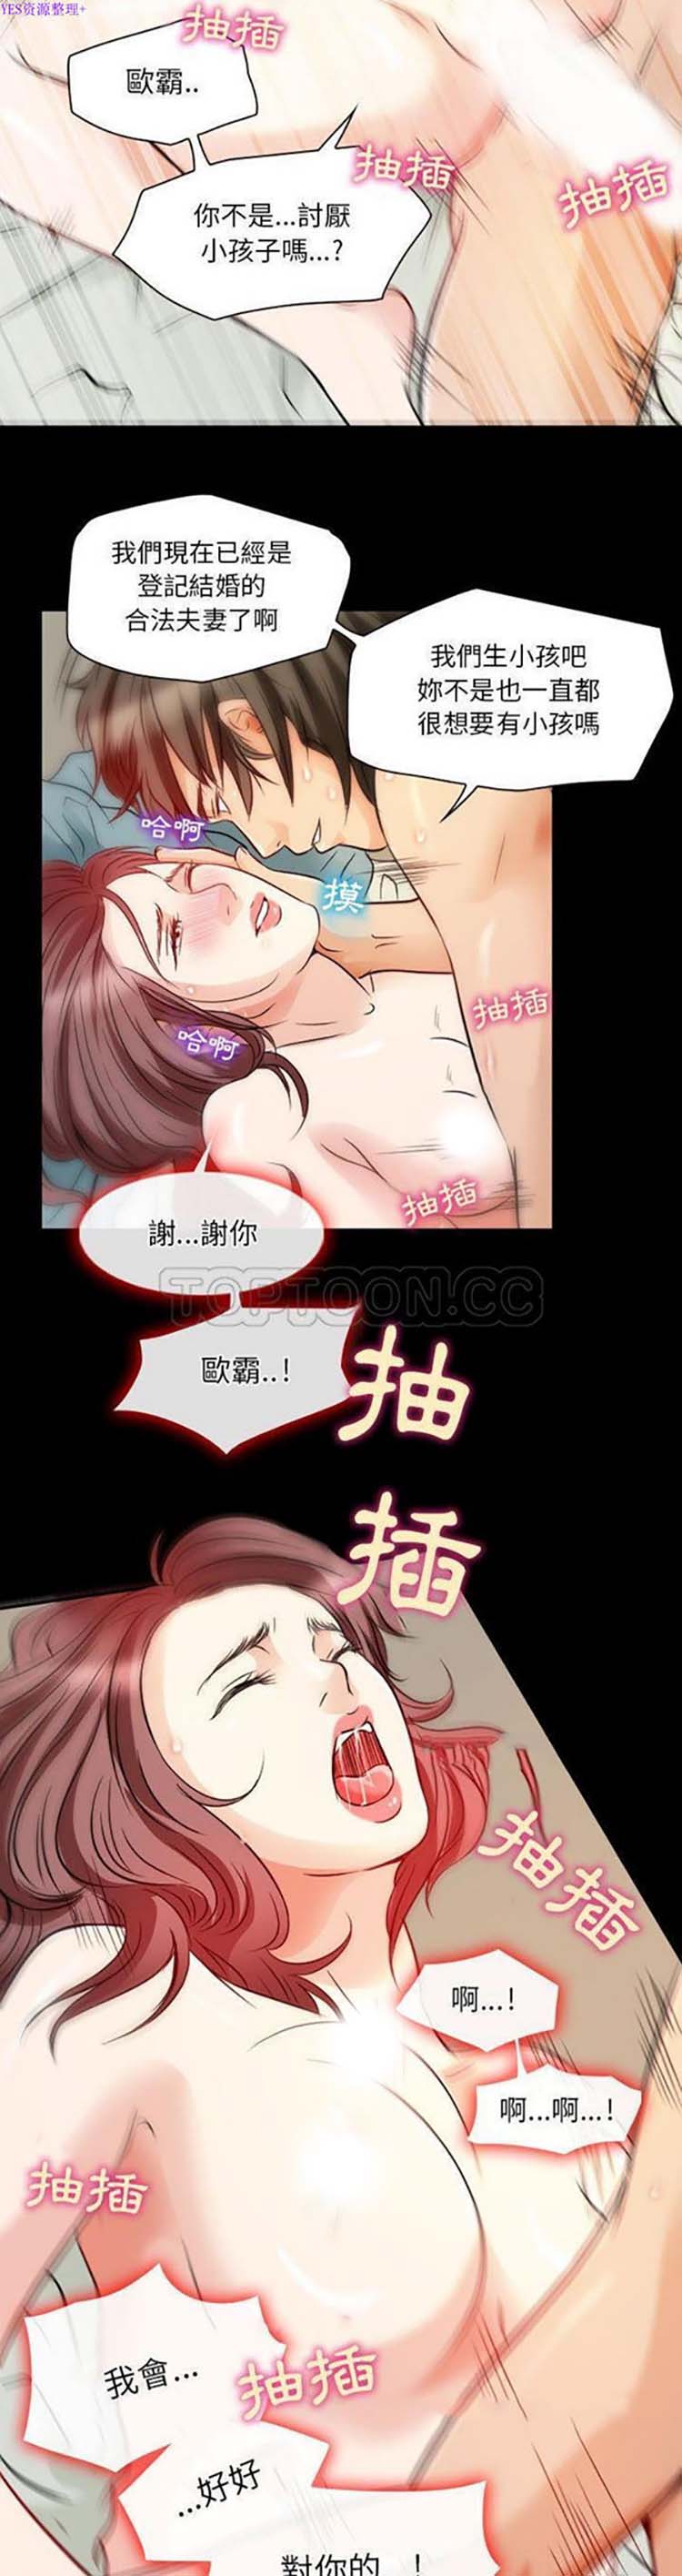 YES资源整理+
抽插
歐霸..
抽插
抽插
你不是...討厭
小孩子嗎...?
我們現在已經是
登記結婚的
合法夫妻了啊
我們生小孩吧
妳不是也一直都
很想要有小孩嗎
哈啊
摸
抽插
哈啊
抽插
謝...謝你
TOPTOON.CC
歐霸..!
抽
插
抽插
啊...!
啊...啊...!
抽插
我會...
抽插
...好好
對你的...!